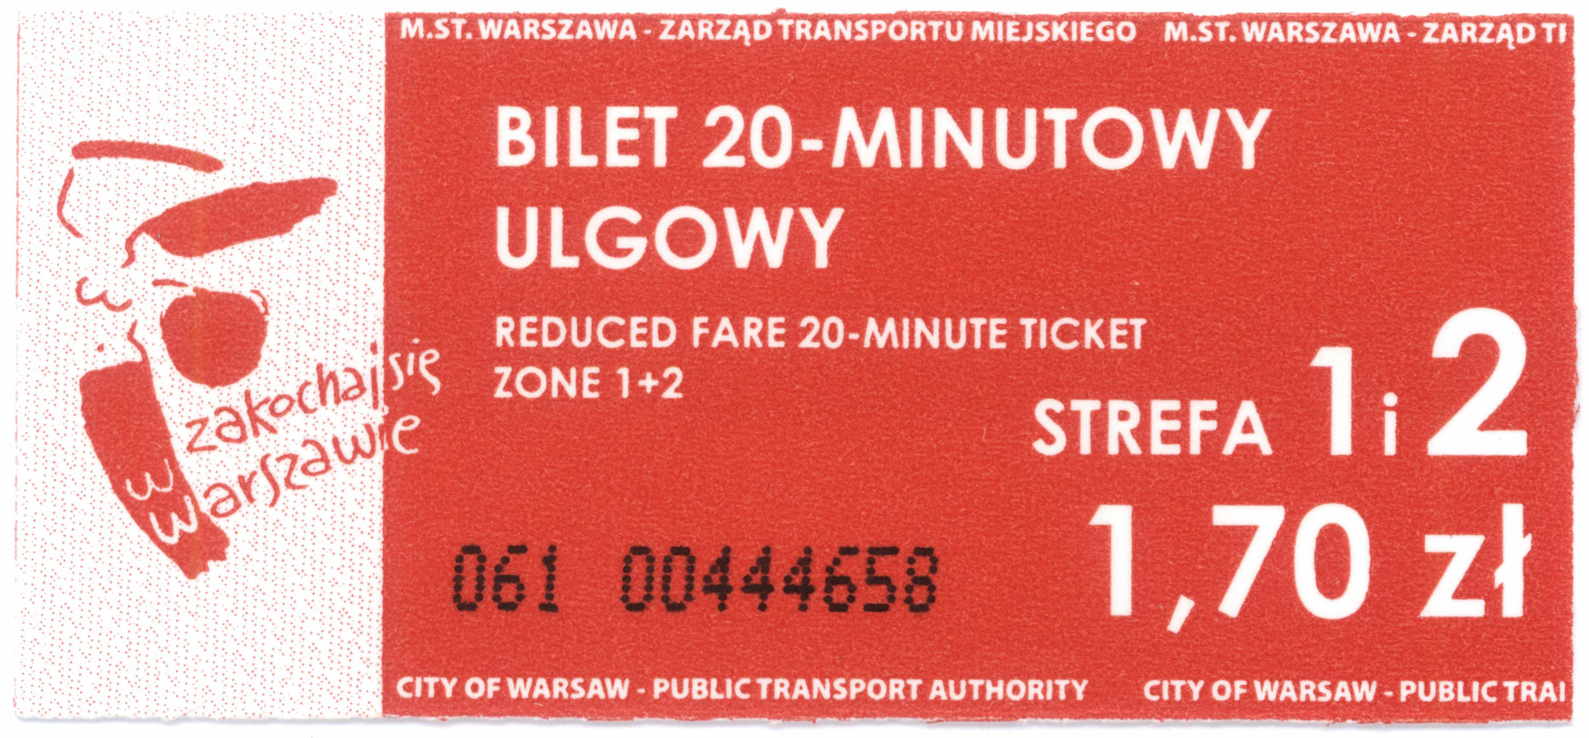 M.ST. WARSZAWA - ZARZĄD TRANSPORTU MIEJSKIEGO M.ST. WARSZAWA - ZARZĄD
BILET 20-MINUTOWY
ULGOWY
REDUCED FARE 20-MINUTE TICKET
ZONE 1+2
zakochaj się
w
warszawie
STREFA 1 i 2
1,70 zł
061 00444658
CITY OF WARSAW - PUBLIC TRANSPORT AUTHORITY CITY OF WARSAW - PUBLIC